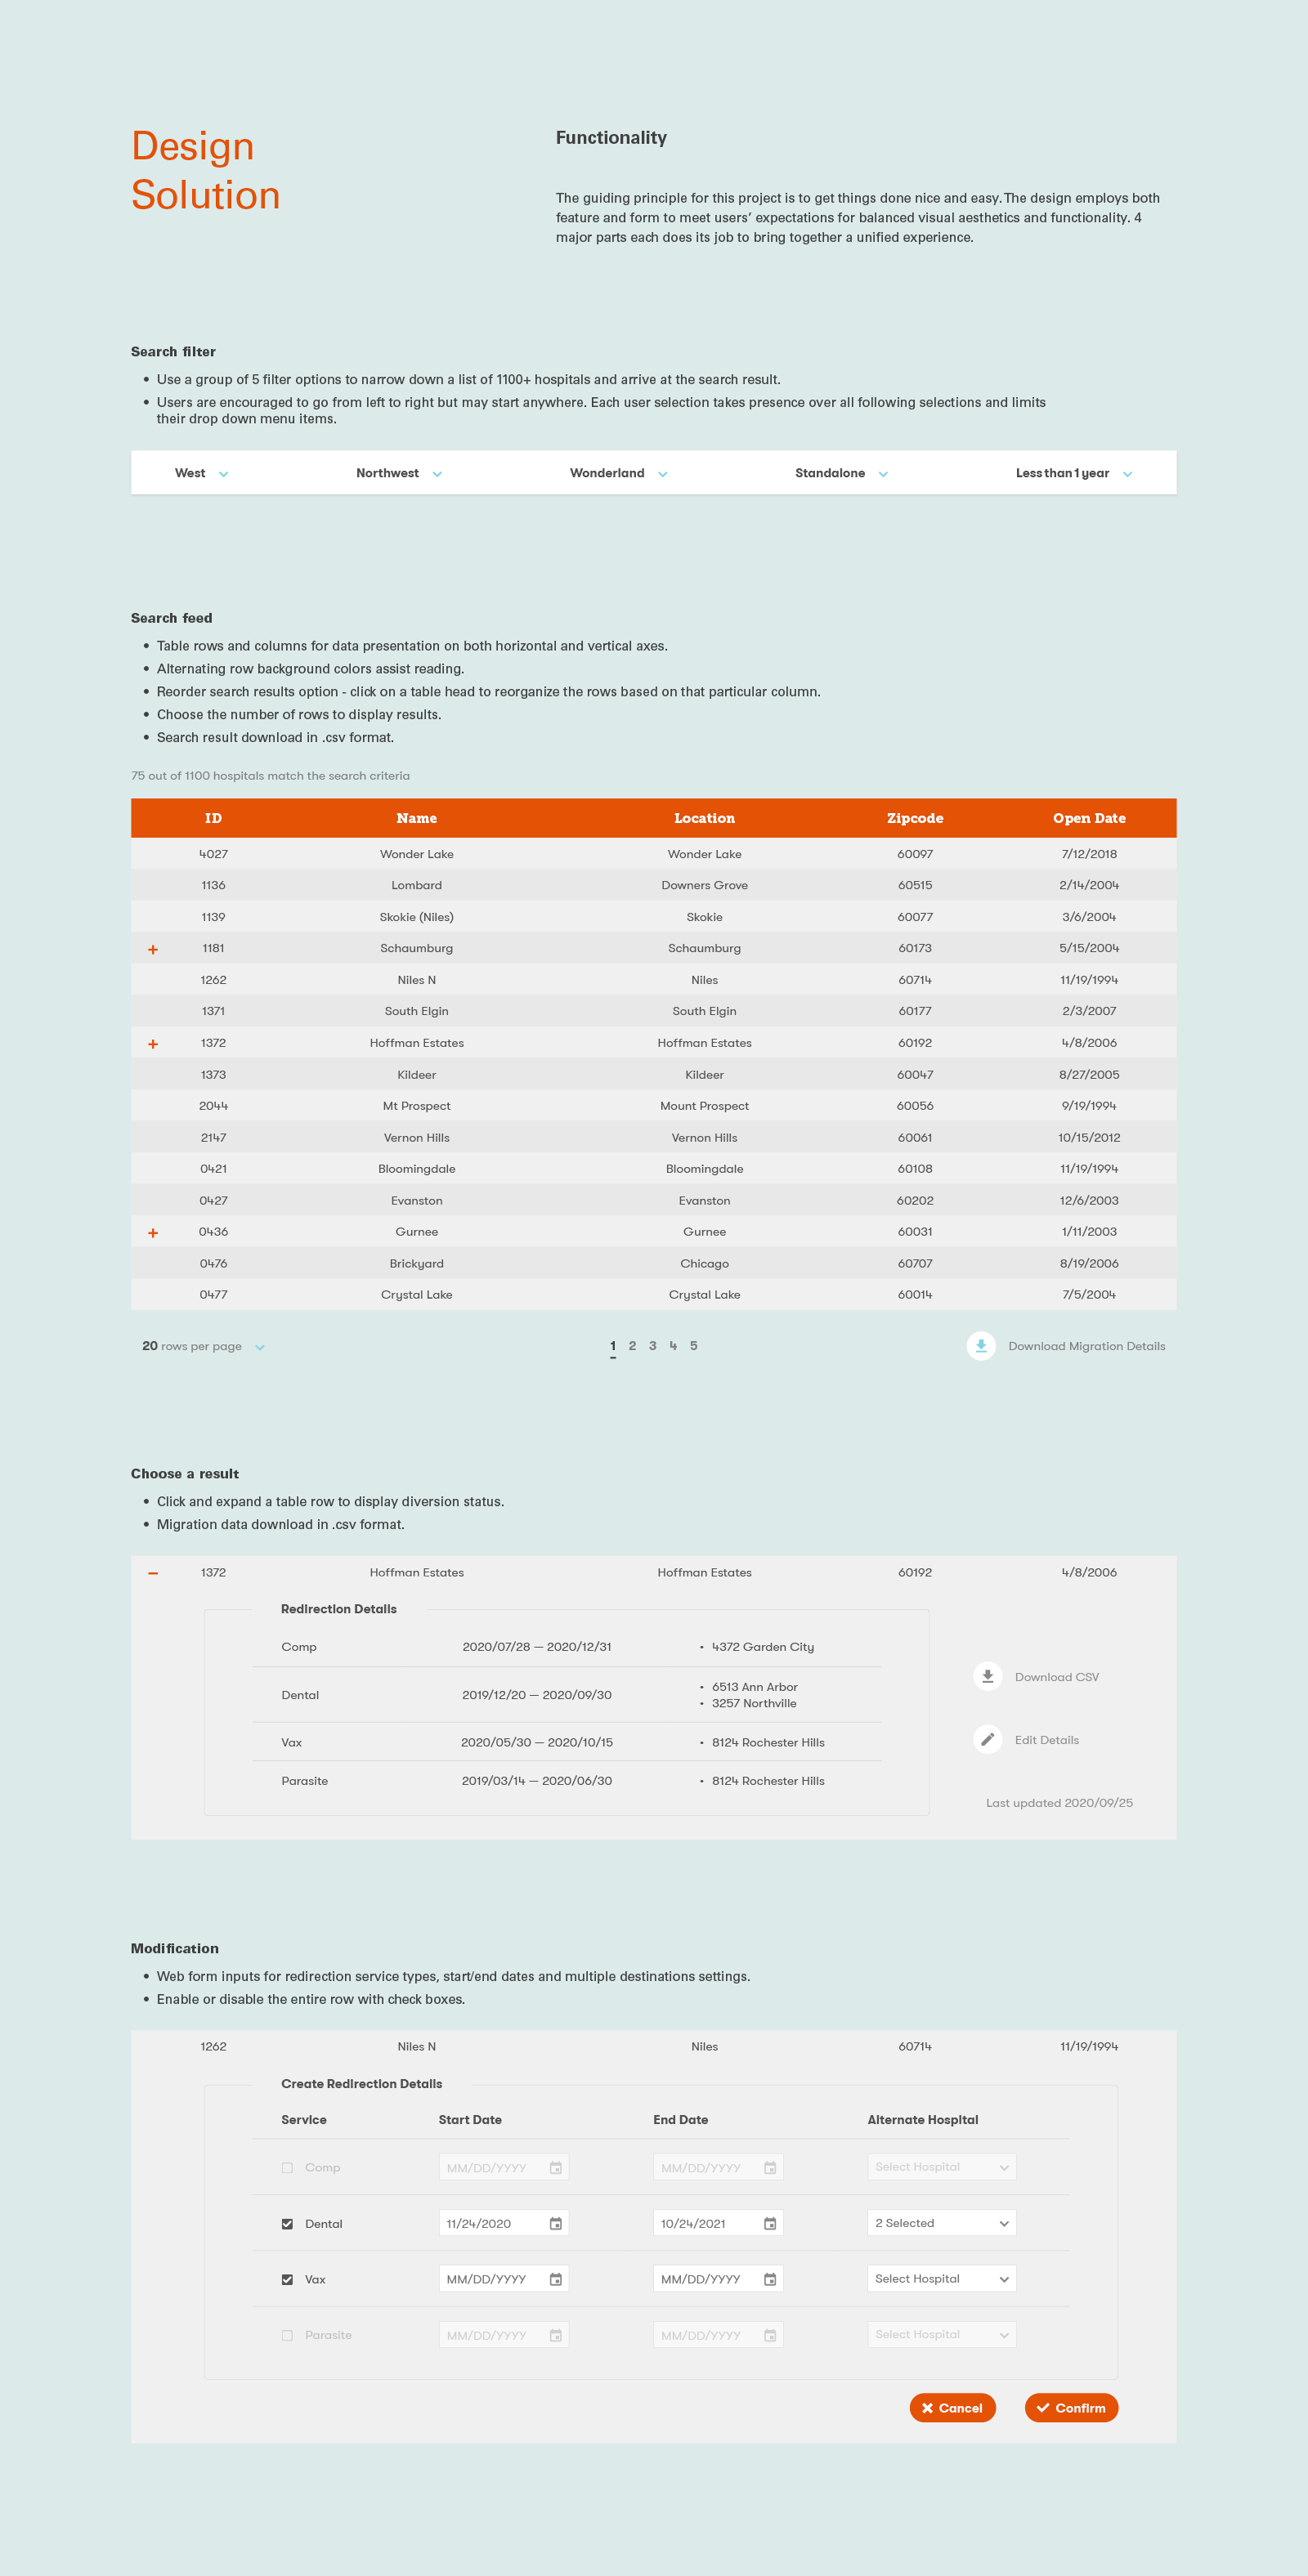 Design
Solution
Functionality
The guiding principle for this project is to get things done nice and easy. The design employs both
feature and form to meet users’ expectations for balanced visual aesthetics and functionality. 4
major parts each does its job to bring together a unified experience.
Search filter
• Use a group of 5 filter options to narrow down a list of 1100+ hospitals and arrive at the search result.
• Users are encouraged to go from left to right but may start anywhere. Each user selection takes presence over all following selections and limits
their drop down menu items.
West Northwest Wonderland Standalone Less than 1 year
Search feed
• Table rows and columns for data presentation on both horizontal and vertical axes.
• Alternating row background colors assist reading.
• Reorder search results option - click on a table head to reorganize the rows based on that particular column.
• Choose the number of rows to display results.
• Search result download in .csv format.
75 out of 1100 hospitals match the search criteria
ID Name Location Zipcode Open Date
4027 Wonder Lake Wonder Lake 60097 7/12/2018
1136 Lombard Downers Grove 60515 2/14/2004
1139 Skokie (Niles) Skokie 60077 3/6/2004
+ 1181 Schaumburg Schaumburg 60173 5/15/2004
1262 Niles N Niles 60714 11/19/1994
1371 South Elgin South Elgin 60177 2/3/2007
+ 1372 Hoffman Estates Hoffman Estates 60192 4/8/2006
1373 Kildeer Kildeer 60047 8/27/2005
2044 Mt Prospect Mount Prospect 60056 9/19/1994
2147 Vernon Hills Vernon Hills 60061 10/15/2012
0421 Bloomingdale Bloomingdale 60108 11/19/1994
0427 Evanston Evanston 60202 12/6/2003
+ 0436 Gurnee Gurnee 60031 1/11/2003
0476 Brickyard Chicago 60707 8/19/2006
0477 Crystal Lake Crystal Lake 60014 7/5/2004
20 rows per page 1 2 3 4 5 Download Migration Details
Choose a result
• Click and expand a table row to display diversion status.
• Migration data download in .csv format.
– 1372 Hoffman Estates Hoffman Estates 60192 4/8/2006
Redirection Details
Comp 2020/07/28 — 2020/12/31 • 4372 Garden City
Dental 2019/12/20 — 2020/09/30 • 6513 Ann Arbor
• 3257 Northville
Vax 2020/05/30 — 2020/10/15 • 8124 Rochester Hills
Parasite 2019/03/14 — 2020/06/30 • 8124 Rochester Hills
Download CSV
Edit Details
Last updated 2020/09/25
Modification
• Web form inputs for redirection service types, start/end dates and multiple destinations settings.
• Enable or disable the entire row with check boxes.
1262 Niles N Niles 60714 11/19/1994
Create Redirection Details
Service Start Date End Date Alternate Hospital
Comp MM/DD/YYYY MM/DD/YYYY Select Hospital
Dental 11/24/2020 10/24/2021 2 Selected
Vax MM/DD/YYYY MM/DD/YYYY Select Hospital
Parasite MM/DD/YYYY MM/DD/YYYY Select Hospital
Cancel Confirm